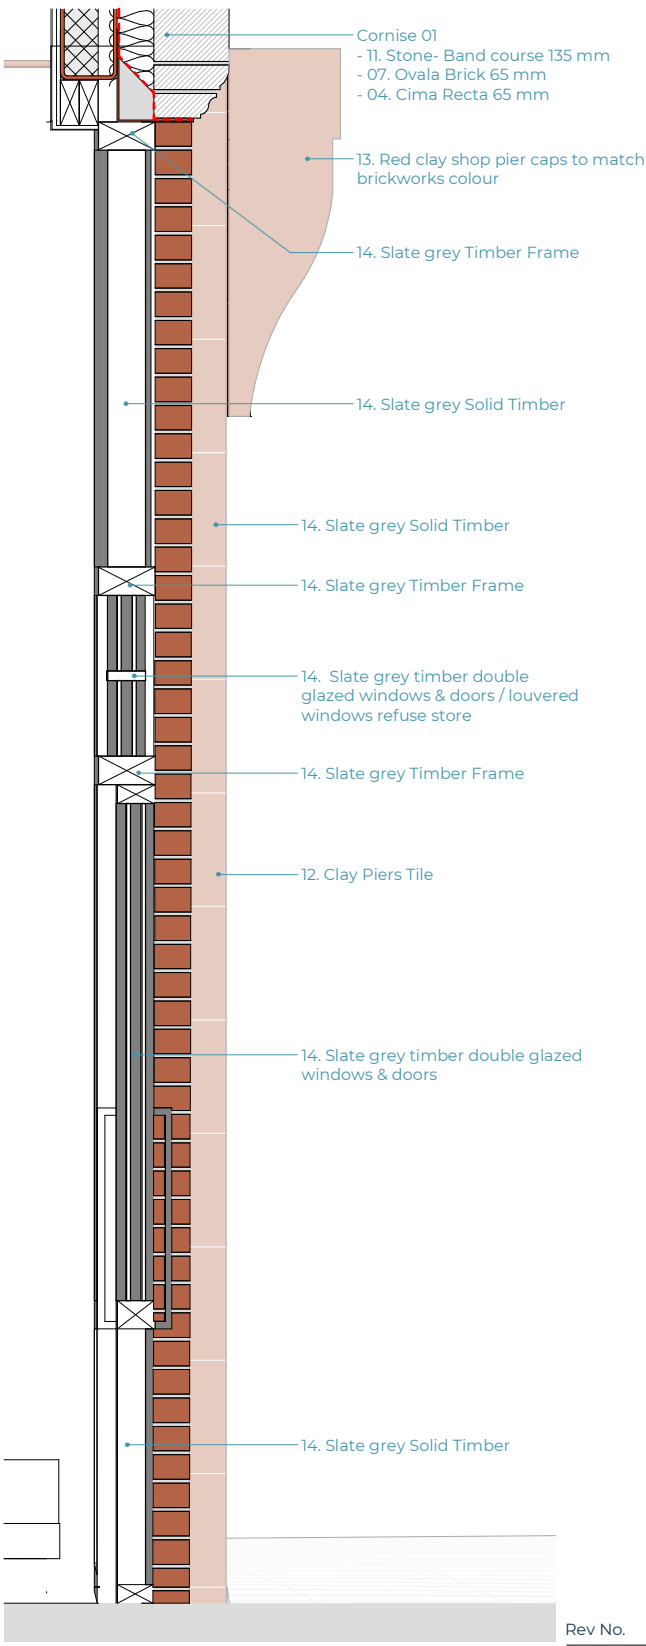 Cornise 01
- 11. Stone- Band course 135 mm
- 07. Ovala Brick 65 mm
- 04. Cima Recta 65 mm
13. Red clay shop pier caps to match
brickworks colour
14. Slate grey Timber Frame
14. Slate grey Solid Timber
14. Slate grey Solid Timber
14. Slate grey Timber Frame
14. Slate grey timber double
glazed windows & doors / louvered
windows refuse store
14. Slate grey Timber Frame
12. Clay Piers Tile
14. Slate grey timber double glazed
windows & doors
14. Slate grey Solid Timber
Rev No.